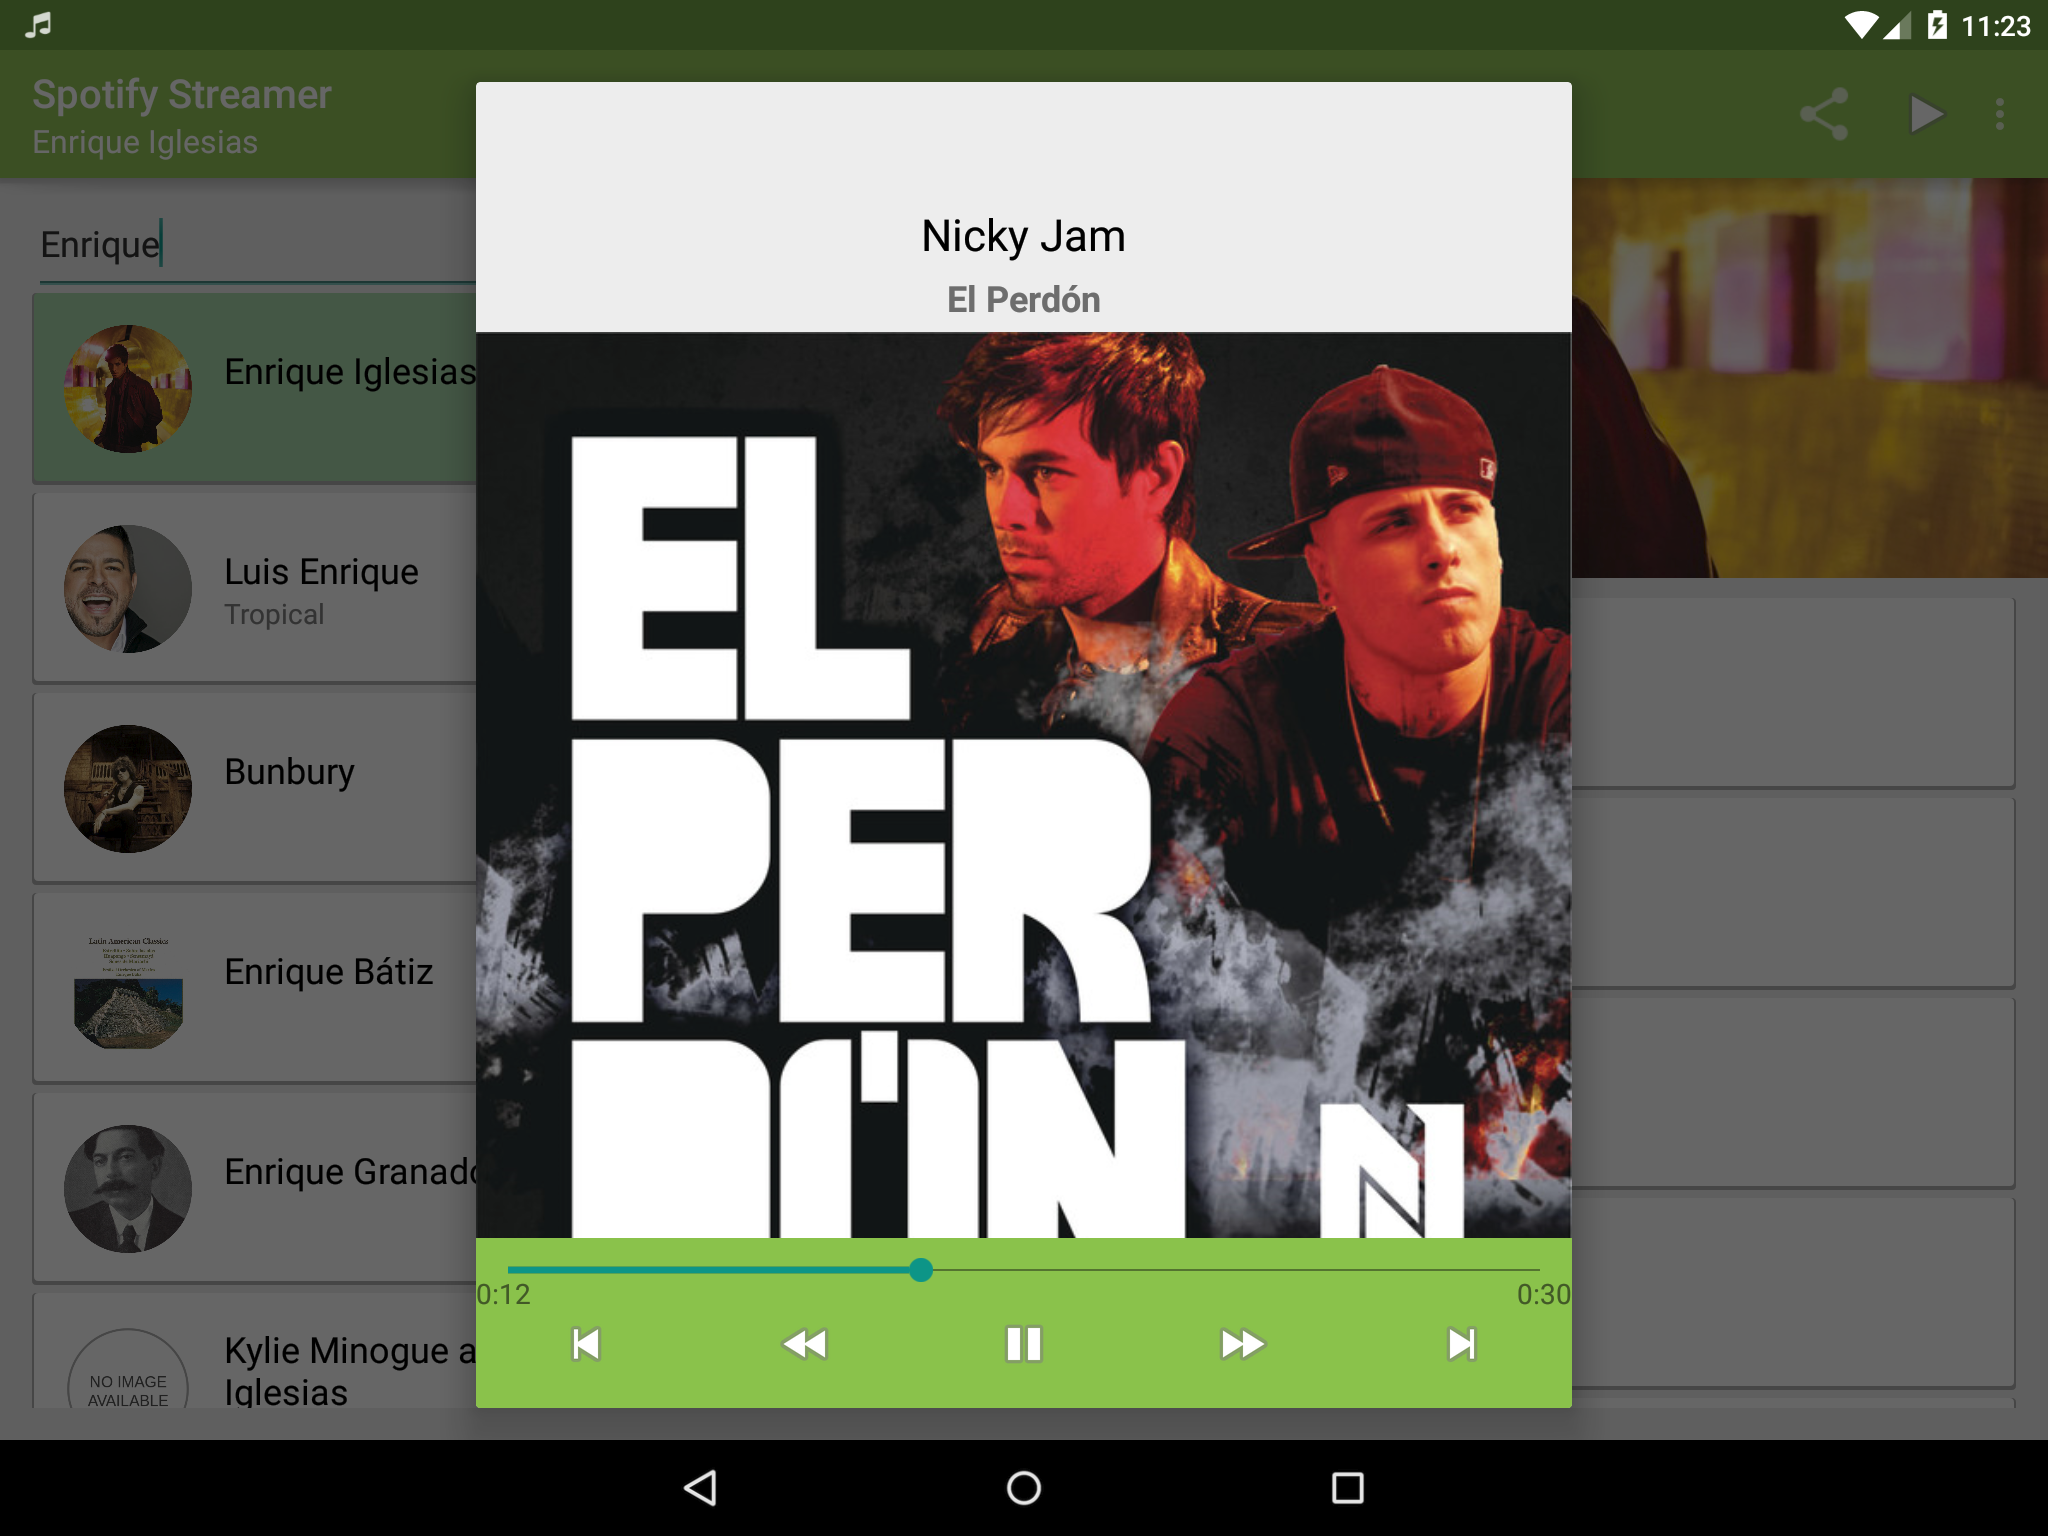 11:23
Spotify Streamer
Enrique Iglesias
Enrique
Enrique Iglesias
Luis Enrique
Tropical
Bunbury
Latin American Classics
Enrique Bátiz
Enrique Granado
NO IMAGE
AVAILABLE
Kylie Minogue a
Iglesias
Nicky Jam
El Perdón
EL
PER
DÓN
N
0:12
0:30